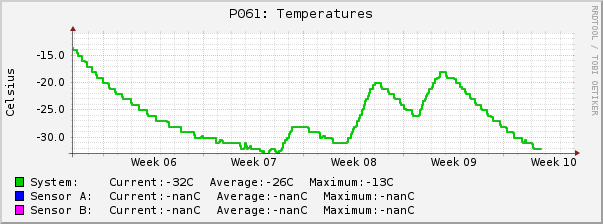 P061: Temperatures
RRDTOOL / TOBI OETIKER
Celsius
-15.0
-20.0
-25.0
-30.0
Week 06 Week 07 Week 08 Week 09 Week 10
System: Current:-32C Average:-26C Maximum:-13C
Sensor A: Current:-nanC Average:-nanC Maximum:-nanC
Sensor B: Current:-nanC Average:-nanC Maximum:-nanC